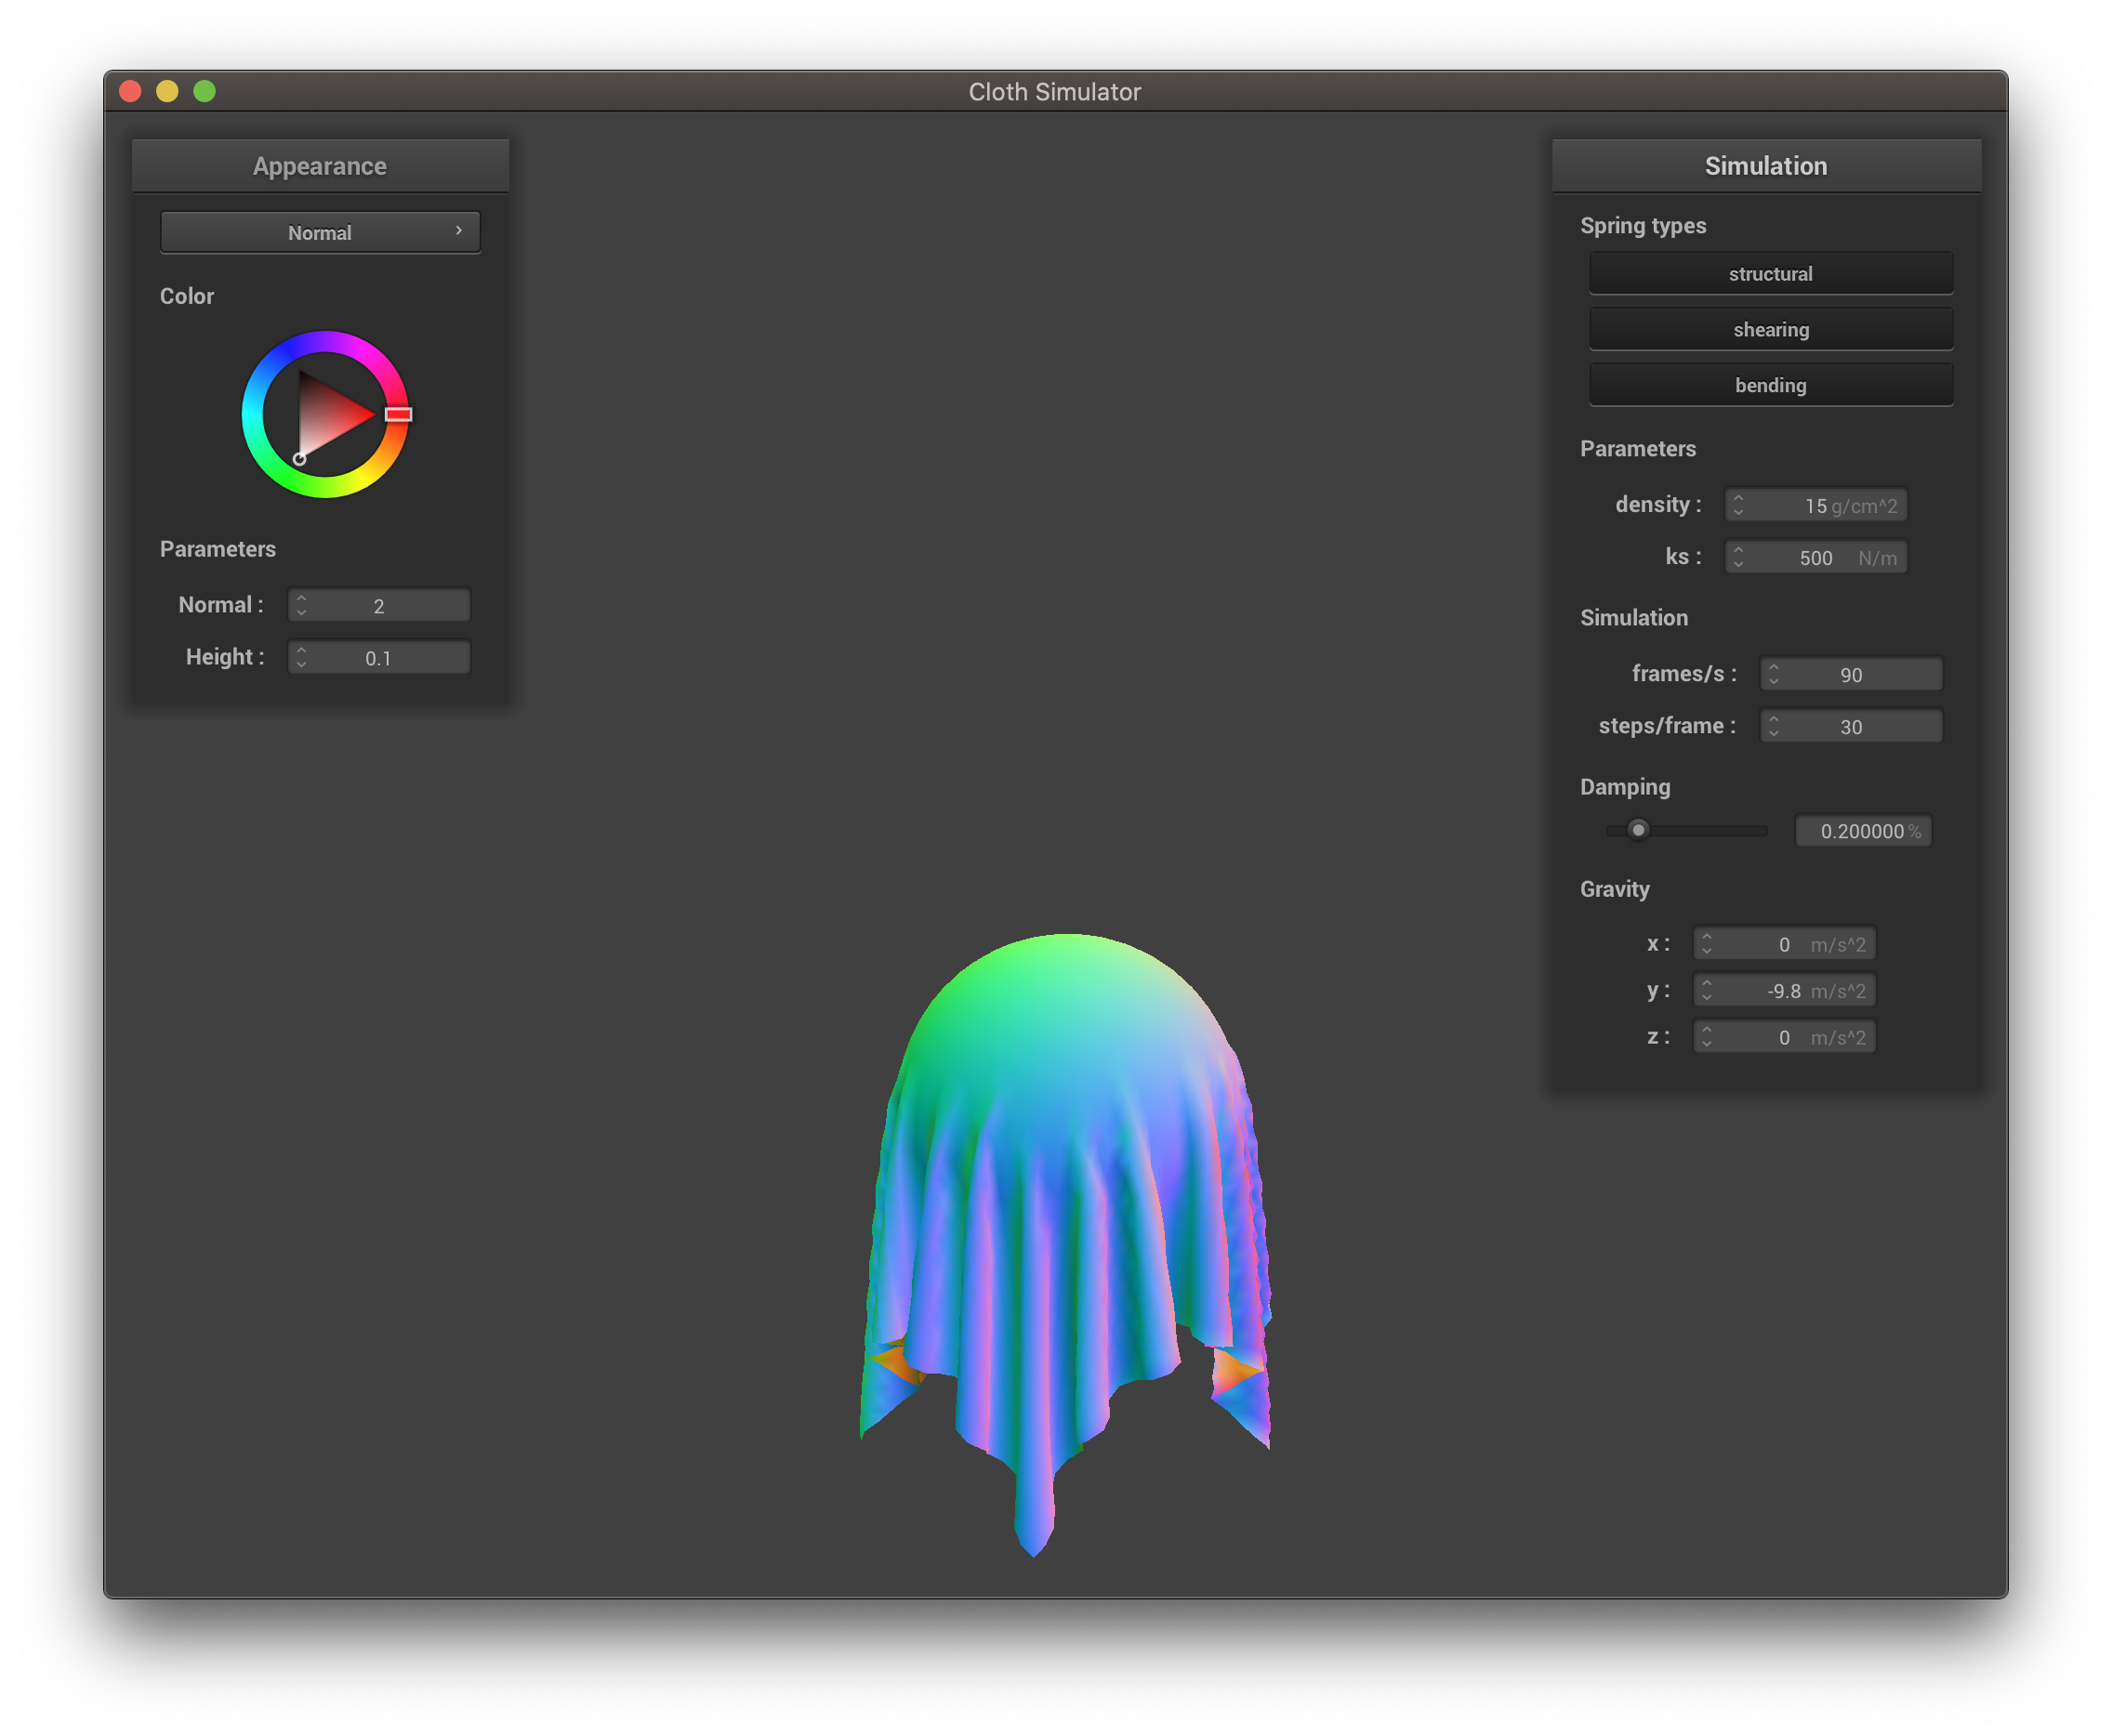 Cloth Simulator
Appearance
Normal
Color
Parameters
Normal : 2
Height : 0.1
Simulation
Spring types
structural
shearing
bending
Parameters
density : 15 g/cm^2
ks : 500 N/m
Simulation
frames/s : 90
steps/frame : 30
Damping
0.200000 %
Gravity
x : 0 m/s^2
y : -9.8 m/s^2
z : 0 m/s^2